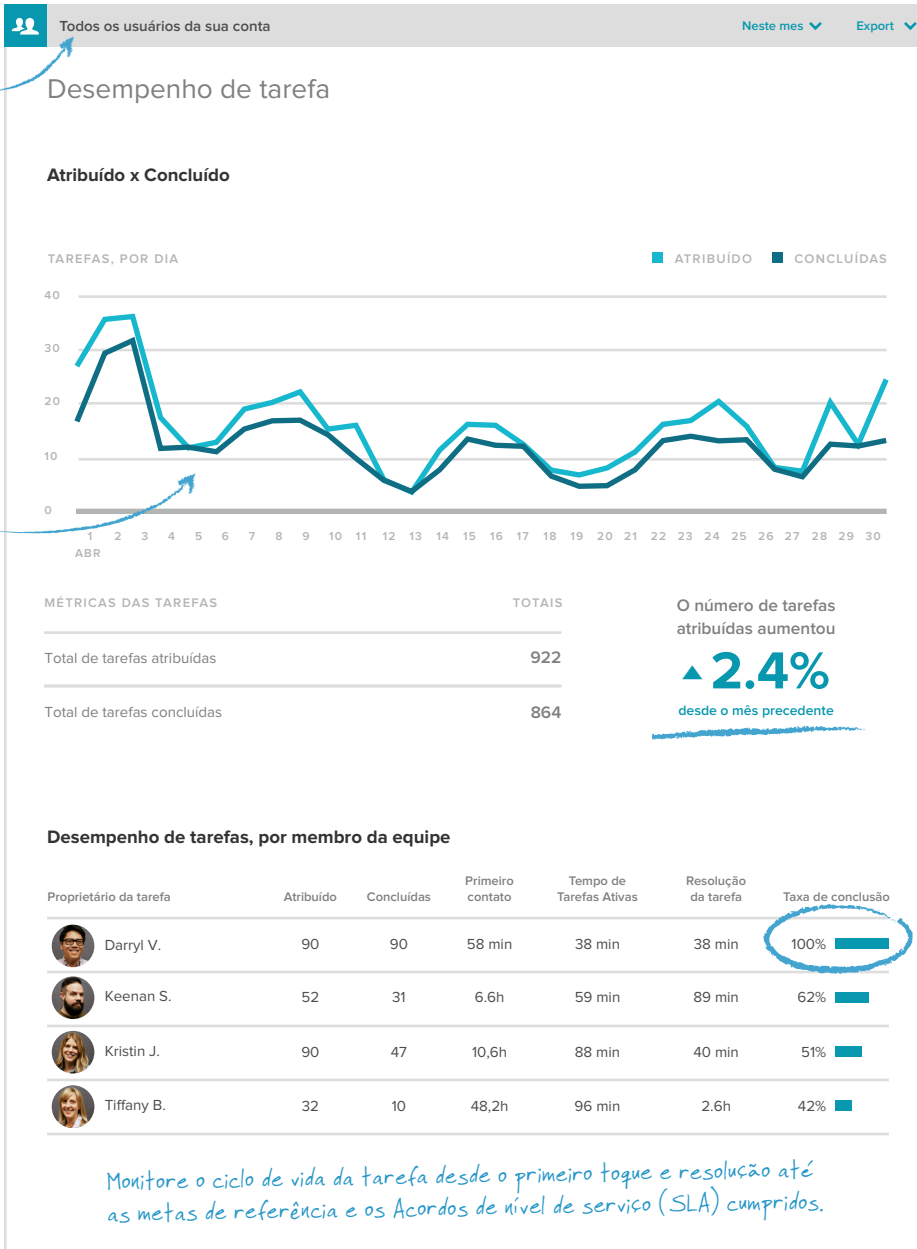 Todos os usuários da sua conta Neste mes Export
Desempenho de tarefa
Atribuído x Concluído
TAREFAS, POR DIA ATRIBUÍDO CONCLUÍDAS
40
30
20
10
0
1 2 3 4 5 6 7 8 9 10 11 12 13 14 15 16 17 18 19 20 21 22 23 24 25 26 27 28 29 30
ABR
MÉTRICAS DAS TAREFAS TOTAIS
Total de tarefas atribuídas 922
Total de tarefas concluídas 864
O número de tarefas
atribuídas aumentou
2.4%
desde o mês precedente
Desempenho de tarefas, por membro da equipe
Proprietário da tarefa Atribuído Concluídas Primeiro contato Tempo de Tarefas Ativas Resolução da tarefa Taxa de conclusão
Darryl V. 90 90 58 min 38 min 38 min 100%
Keenan S. 52 31 6.6h 59 min 89 min 62%
Kristin J. 90 47 10,6h 88 min 40 min 51%
Tiffany B. 32 10 48,2h 96 min 2.6h 42%
Monitore o ciclo de vida da tarefa desde o primeiro toque e resolução até
as metas de referência e os Acordos de nível de serviço (SLA) cumpridos.